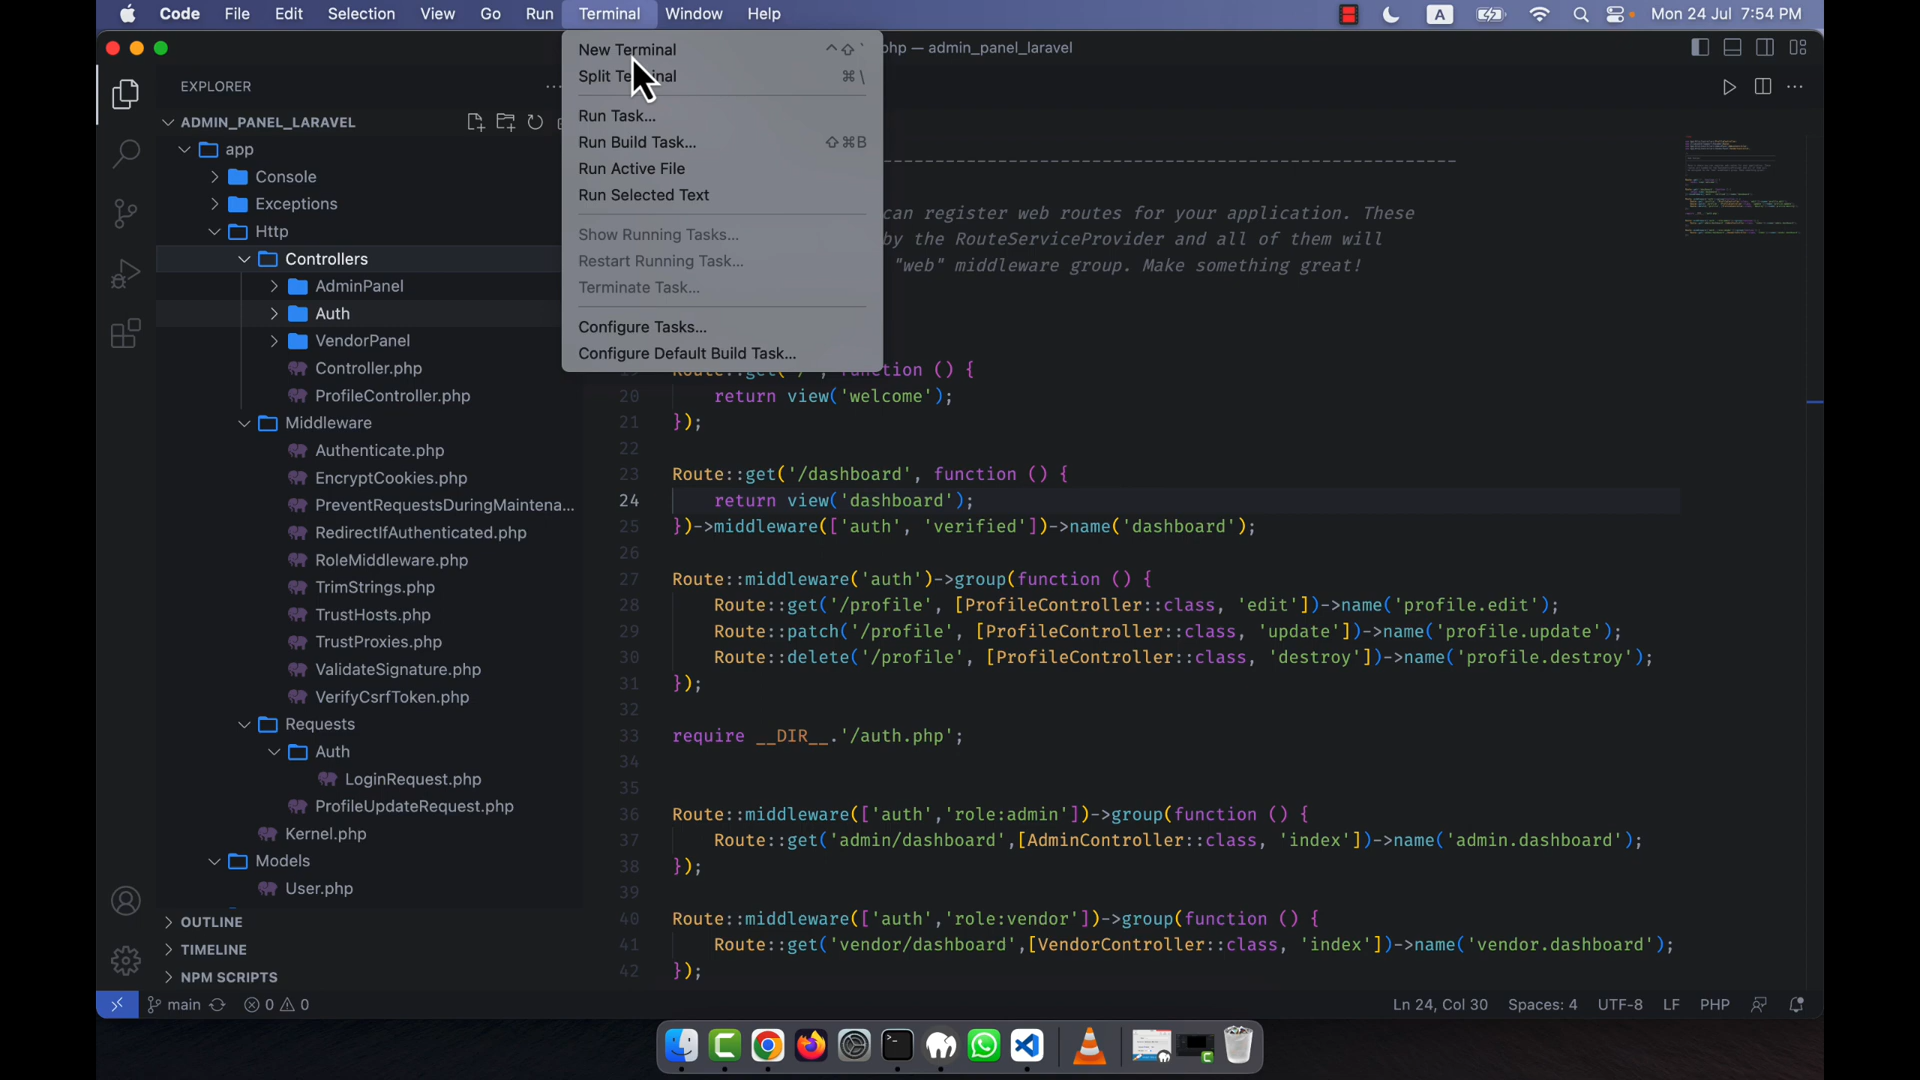 Code File Edit Selection View Go Run Terminal Window Help
A Mon 24 Jul 7:54 PM
New Terminal ^⇧`
Split Terminal ⌘\
Run Task...
Run Build Task... ⇧⌘B
Run Active File
Run Selected Text
Show Running Tasks...
Restart Running Task...
Terminate Task...
Configure Tasks...
Configure Default Build Task...
hp — admin_panel_laravel
EXPLORER
ADMIN_PANEL_LARAVEL
app
Console
Exceptions
Http
Controllers
AdminPanel
Auth
VendorPanel
Controller.php
ProfileController.php
Middleware
Authenticate.php
EncryptCookies.php
PreventRequestsDuringMaintena...
RedirectIfAuthenticated.php
RoleMiddleware.php
TrimStrings.php
TrustHosts.php
TrustProxies.php
ValidateSignature.php
VerifyCsrfToken.php
Requests
Auth
LoginRequest.php
ProfileUpdateRequest.php
Kernel.php
Models
User.php
OUTLINE
TIMELINE
NPM SCRIPTS
can register web routes for your application. These
by the RouteServiceProvider and all of them will
"web" middleware group. Make something great!
19 Route::get('/', function () {
20 return view('welcome');
21 });
22
23 Route::get('/dashboard', function () {
24 return view('dashboard');
25 })->middleware(['auth', 'verified'])->name('dashboard');
26
27 Route::middleware('auth')->group(function () {
28 Route::get('/profile', [ProfileController::class, 'edit'])->name('profile.edit');
29 Route::patch('/profile', [ProfileController::class, 'update'])->name('profile.update');
30 Route::delete('/profile', [ProfileController::class, 'destroy'])->name('profile.destroy');
31 });
32
33 require __DIR__.'/auth.php';
34
35
36 Route::middleware(['auth','role:admin'])->group(function () {
37 Route::get('admin/dashboard',[AdminController::class, 'index'])->name('admin.dashboard');
38 });
39
40 Route::middleware(['auth','role:vendor'])->group(function () {
41 Route::get('vendor/dashboard',[VendorController::class, 'index'])->name('vendor.dashboard');
42 });
main 0 0 Ln 24, Col 30 Spaces: 4 UTF-8 LF PHP